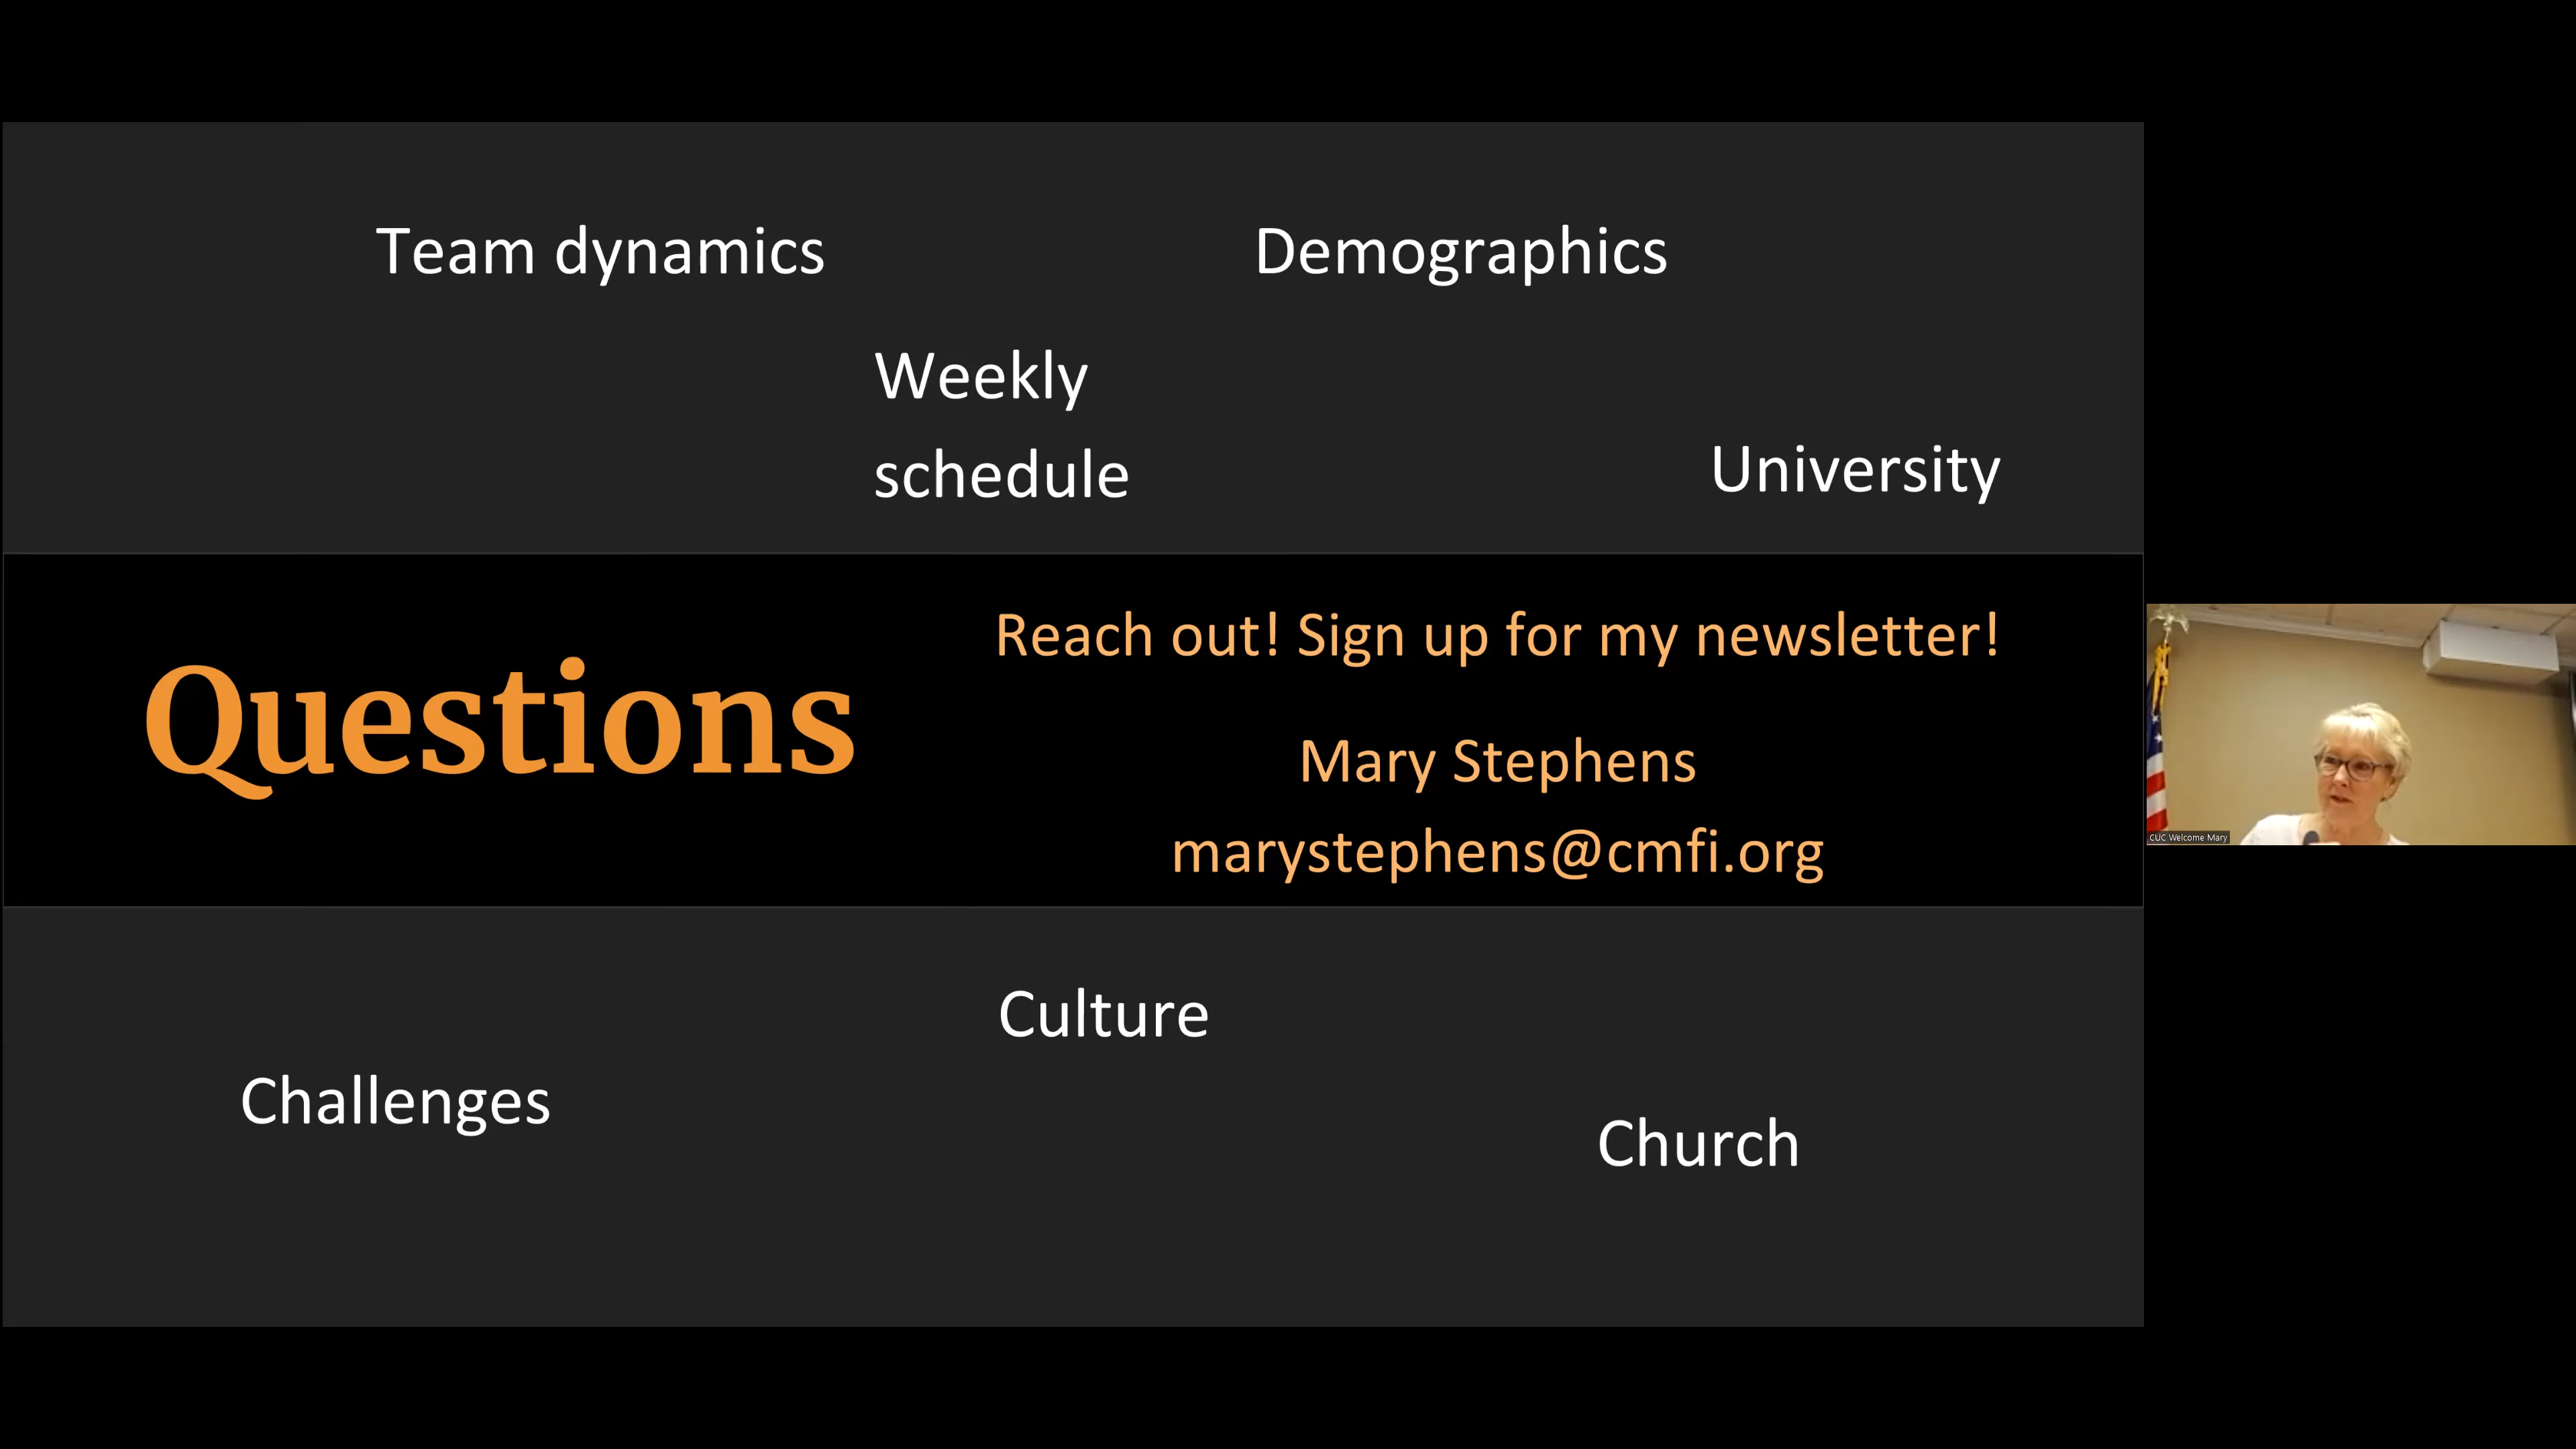 Team dynamics
Demographics
Weekly
schedule
University
Questions
Reach out! Sign up for my newsletter!
Mary Stephens
marystephens@cmfi.org
CUC Welcome Mary
Culture
Challenges
Church